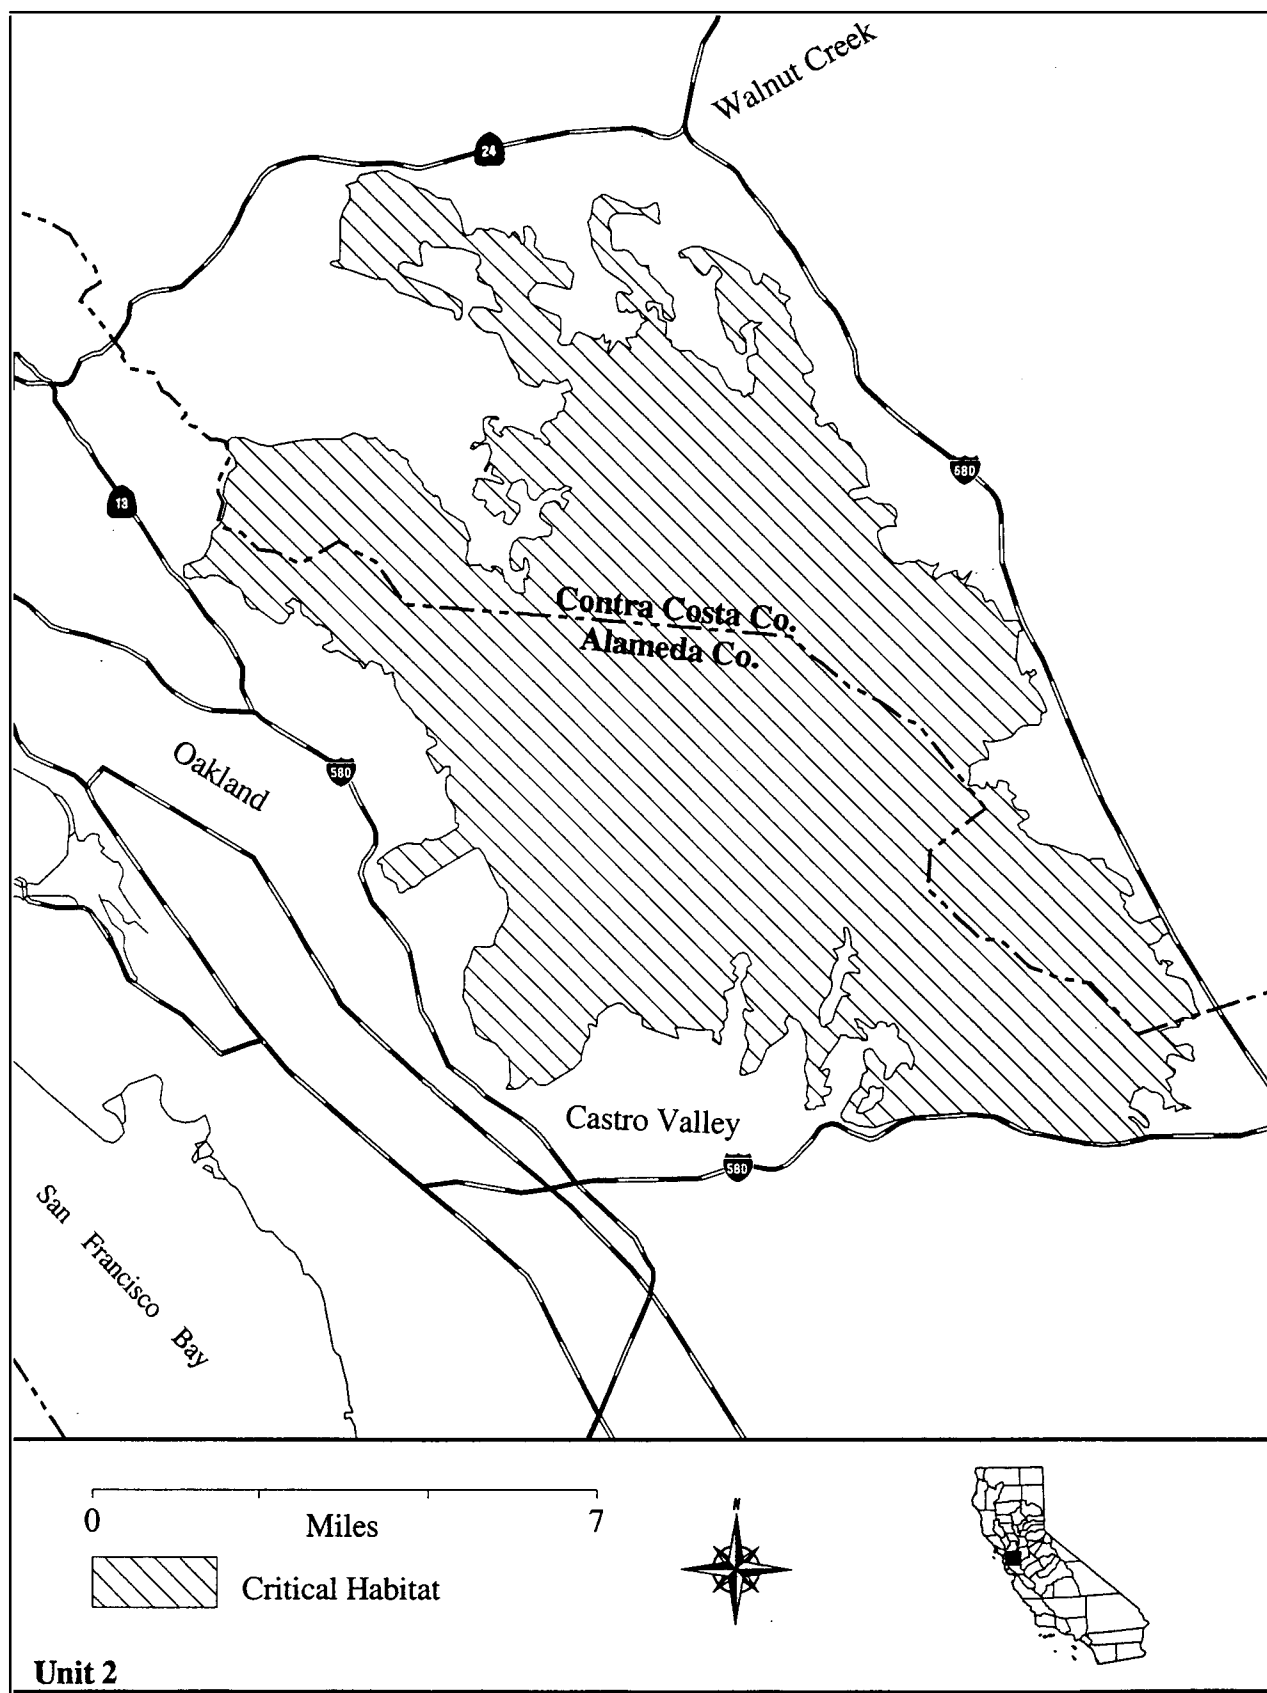 Walnut Creek
24
680
13
Contra Costa Co.
Alameda Co.
Oakland
580
Castro Valley
580
San Francisco Bay
0
7
Miles
N
Critical Habitat
Unit 2